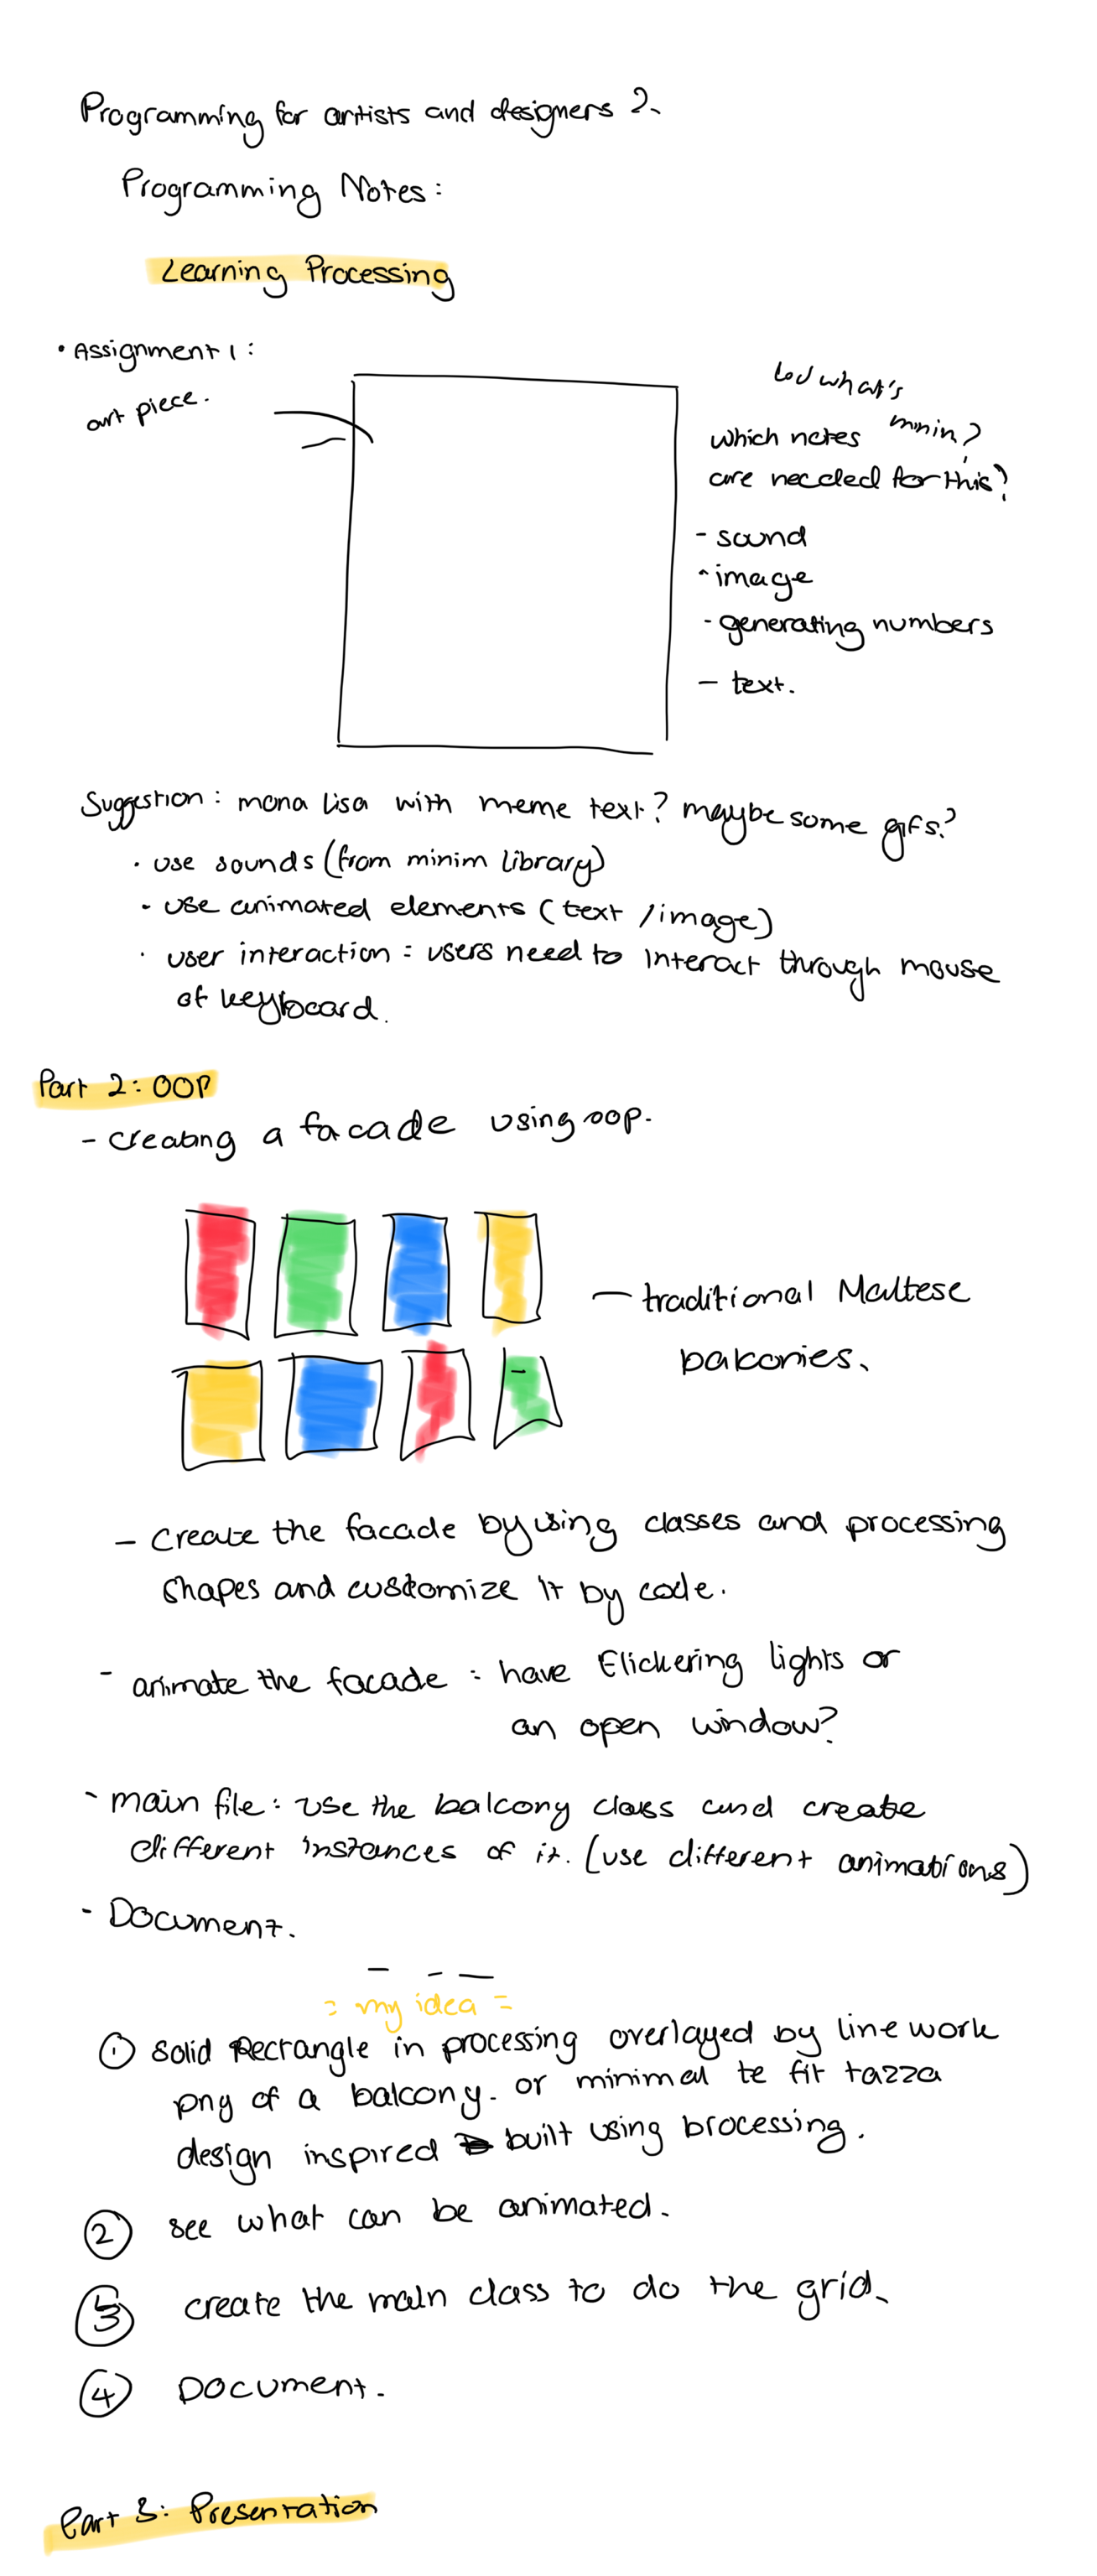 Programming for artists and designers 2.
Programming Notes:
Learning Processing
• Assignment 1:
art piece.
lol what's
minim?
which notes
are needed for this?
- sound
- image
- generating numbers
- text.
Suggestion: mona lisa with meme text? maybe some gifs?
• use sounds (from minim library)
• use animated elements (text / image)
• user interaction = users need to interact through mouse
of keyboard.
Part 2: OOP
- creating a facade using oop.
- traditional Maltese
balconies.
- Create the facade by using classes and processing
shapes and customize it by code.
- animate the facade = have flickering lights or
an open window?
- main file: use the balcony class and create
different instances of it. (use different animations)
- Document.
= my idea =
① solid Rectangle in processing overlayed by line work
png of a balcony. or minimal te fit tazza
design inspired built using processing.
② see what can be animated.
③ create the main class to do the grid.
④ Document.
Part 3: Presentation